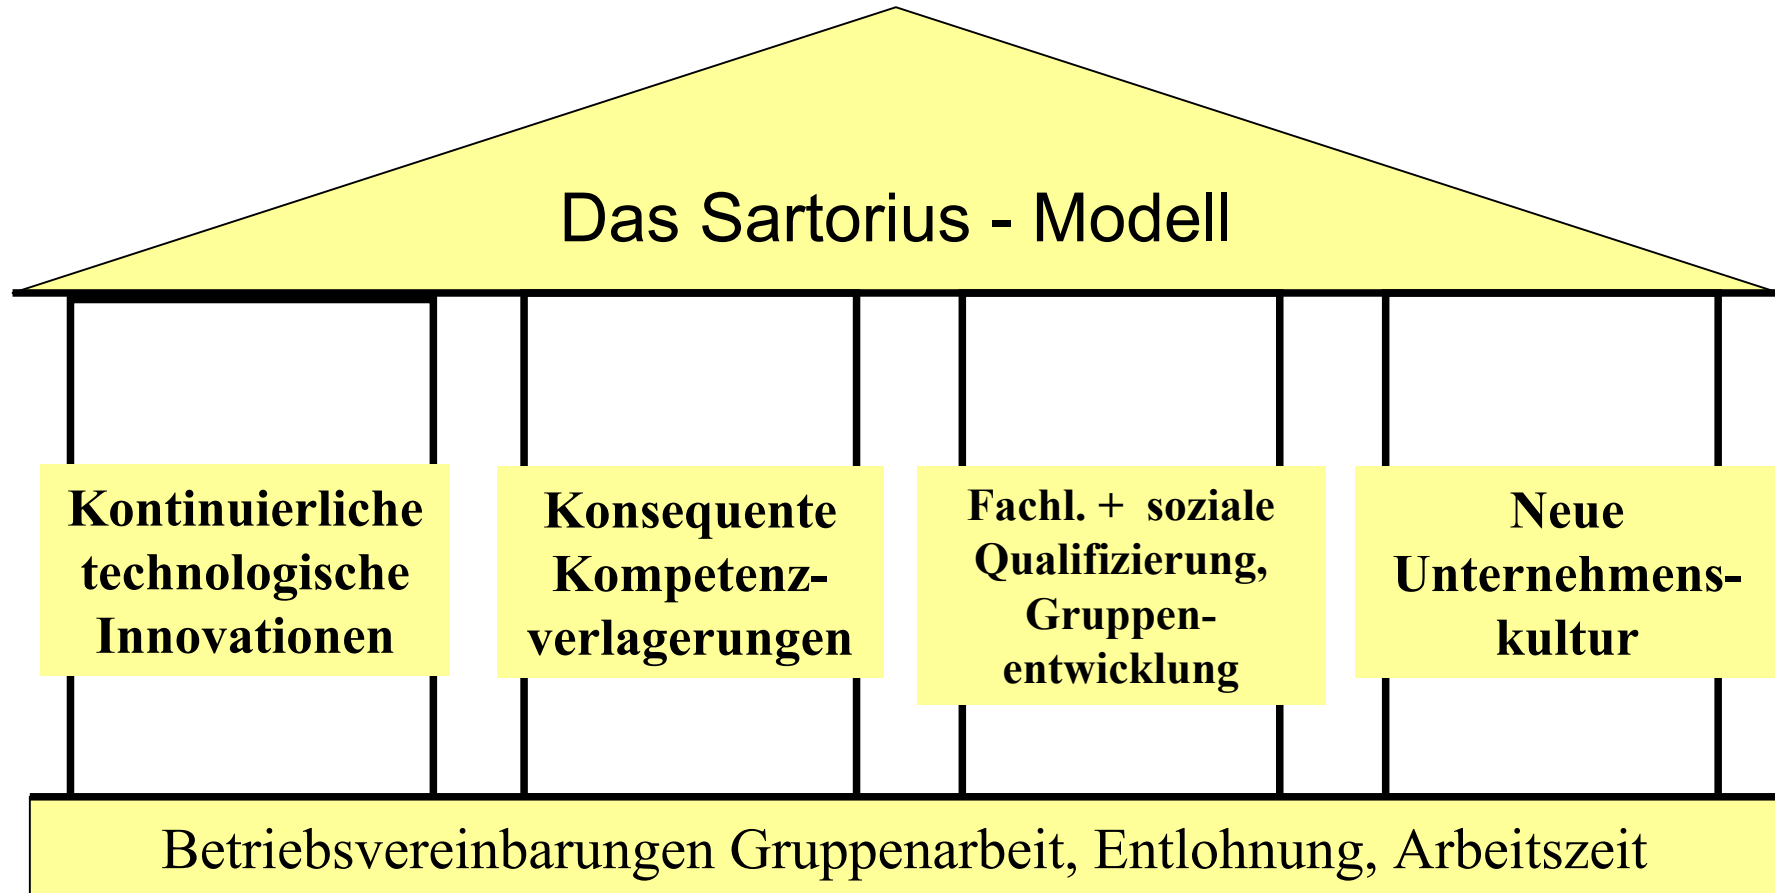 Das Sartorius - Modell
Kontinuierliche
technologische
Innovationen
Konsequente
Kompetenz-
verlagerungen
Fachl. + soziale
Qualifizierung,
Gruppen-
entwicklung
Neue
Unternehmens-
kultur
Betriebsvereinbarungen Gruppenarbeit, Entlohnung, Arbeitszeit